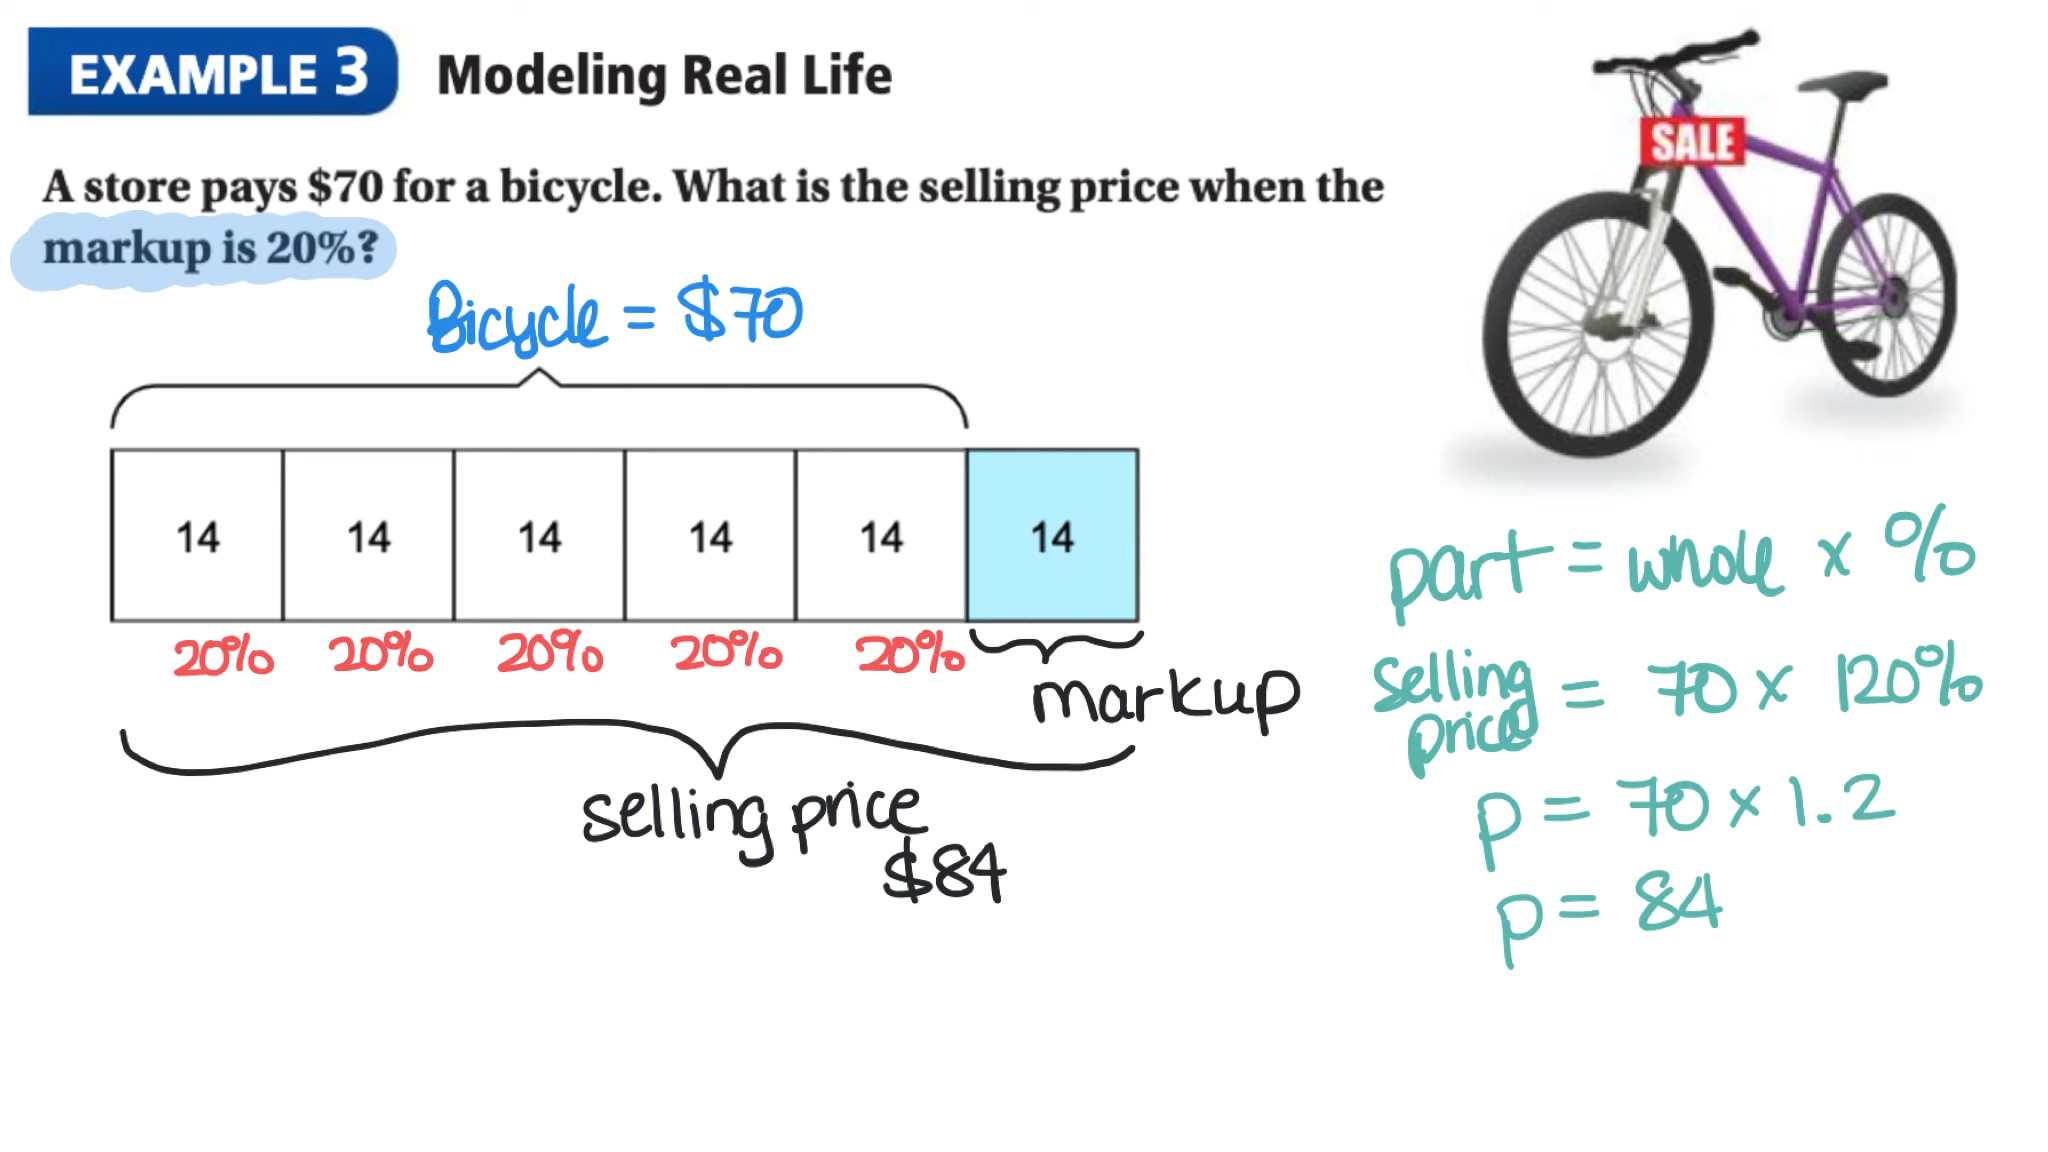 EXAMPLE 3 Modeling Real Life
SALE
A store pays $70 for a bicycle. What is the selling price when the
markup is 20%?
Bicycle = $70
14 14 14 14 14 14
20% 20% 20% 20% 20%
markup
selling price
$84
part = whole x %
selling price = 70 x 120%
p = 70 x 1.2
p = 84